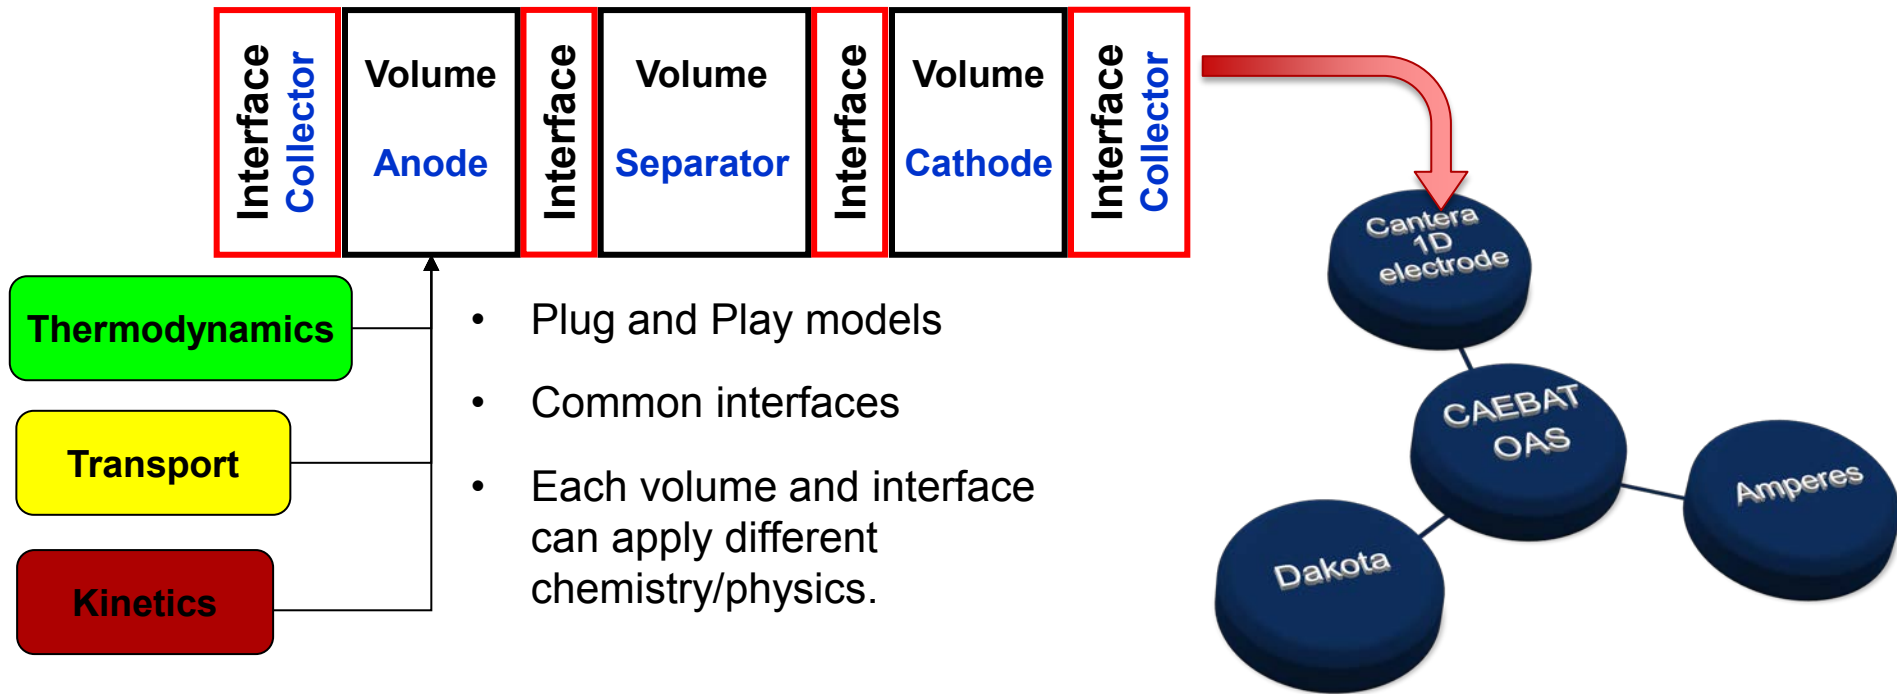 Interface
Collector
Volume
Anode
Interface
Volume
Separator
Interface
Volume
Cathode
Interface
Collector
Thermodynamics
Transport
Kinetics
• Plug and Play models
• Common interfaces
• Each volume and interface
can apply different
chemistry/physics.
Cantera
1D
electrode
CAEBAT
OAS
Amperes
Dakota